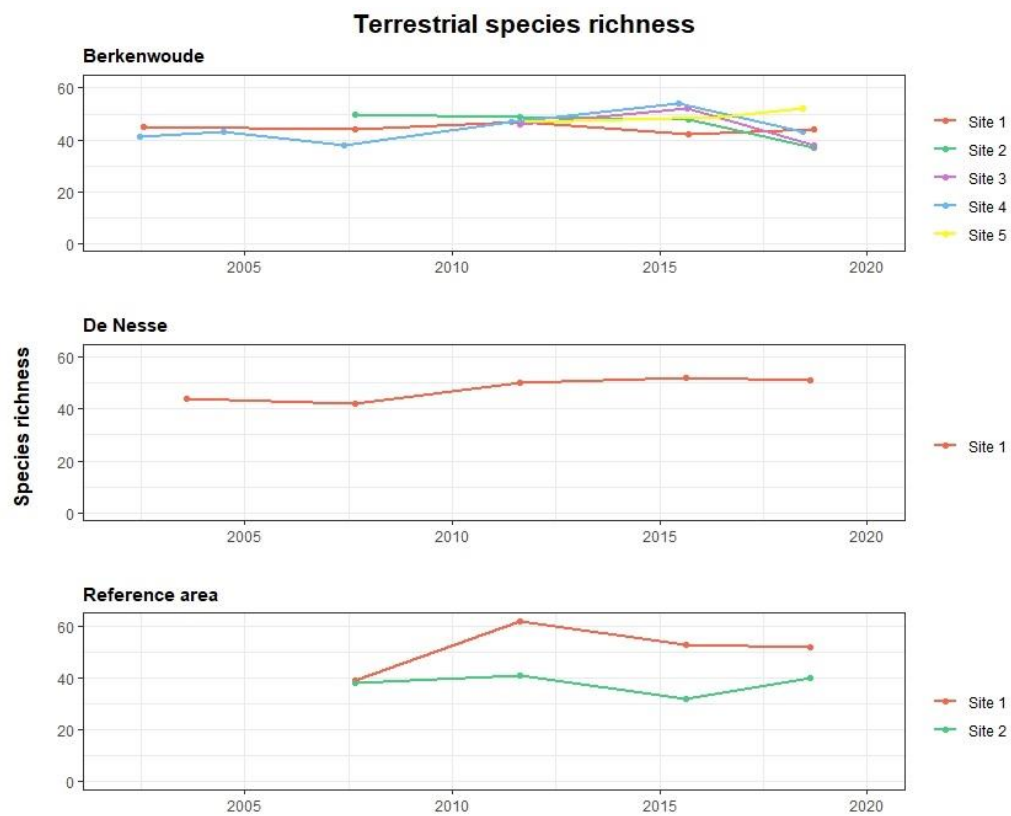 Terrestrial species richness
Berkenwoude
60
40
20
0
2005 2010 2015 2020
Site 1
Site 2
Site 3
Site 4
Site 5
Species richness
De Nesse
60
40
20
0
2005 2010 2015 2020
Site 1
Reference area
60
40
20
0
2005 2010 2015 2020
Site 1
Site 2